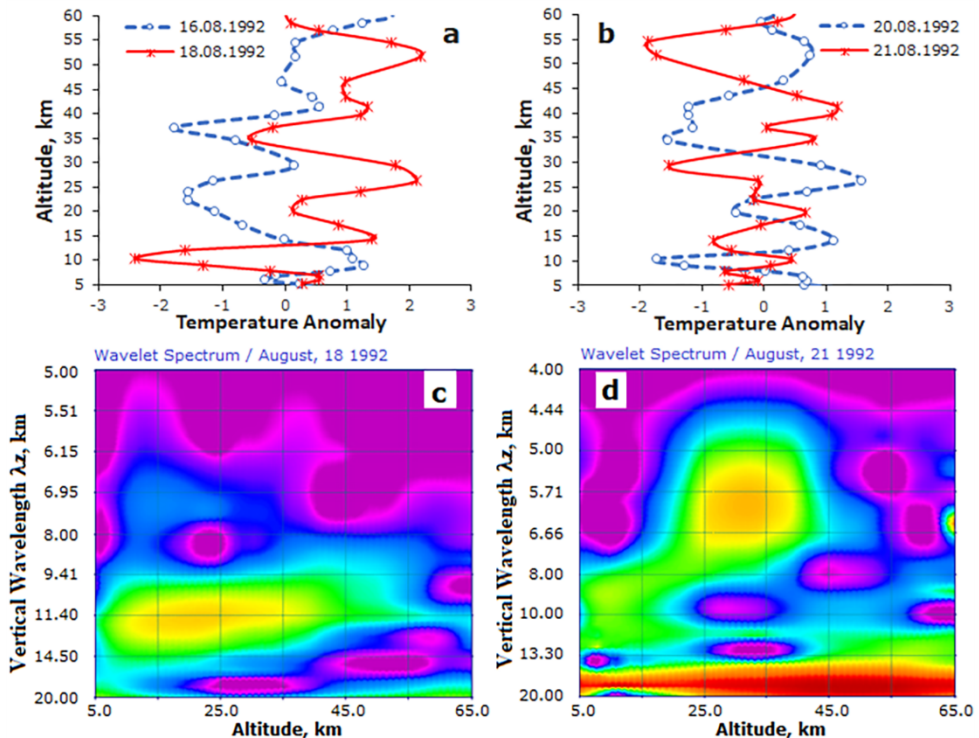 16.08.1992
18.08.1992
a
60
55
50
45
40
35
30
25
20
15
10
5
Altitude, km
-3 -2 -1 0 1 2 3
Temperature Anomaly
20.08.1992
21.08.1992
b
60
55
50
45
40
35
30
25
20
15
10
5
Altitude, km
-3 -2 -1 0 1 2 3
Temperature Anomaly
Wavelet Spectrum / August, 18 1992
c
5.00
5.51
6.15
6.95
8.00
9.41
11.40
14.50
20.00
Vertical Wavelength λz, km
5.0 25.0 45.0 65.0
Altitude, km
Wavelet Spectrum / August, 21 1992
d
4.00
4.44
5.00
5.71
6.66
8.00
10.00
13.30
20.00
Vertical Wavelength λz, km
5.0 25.0 45.0 65.0
Altitude, km